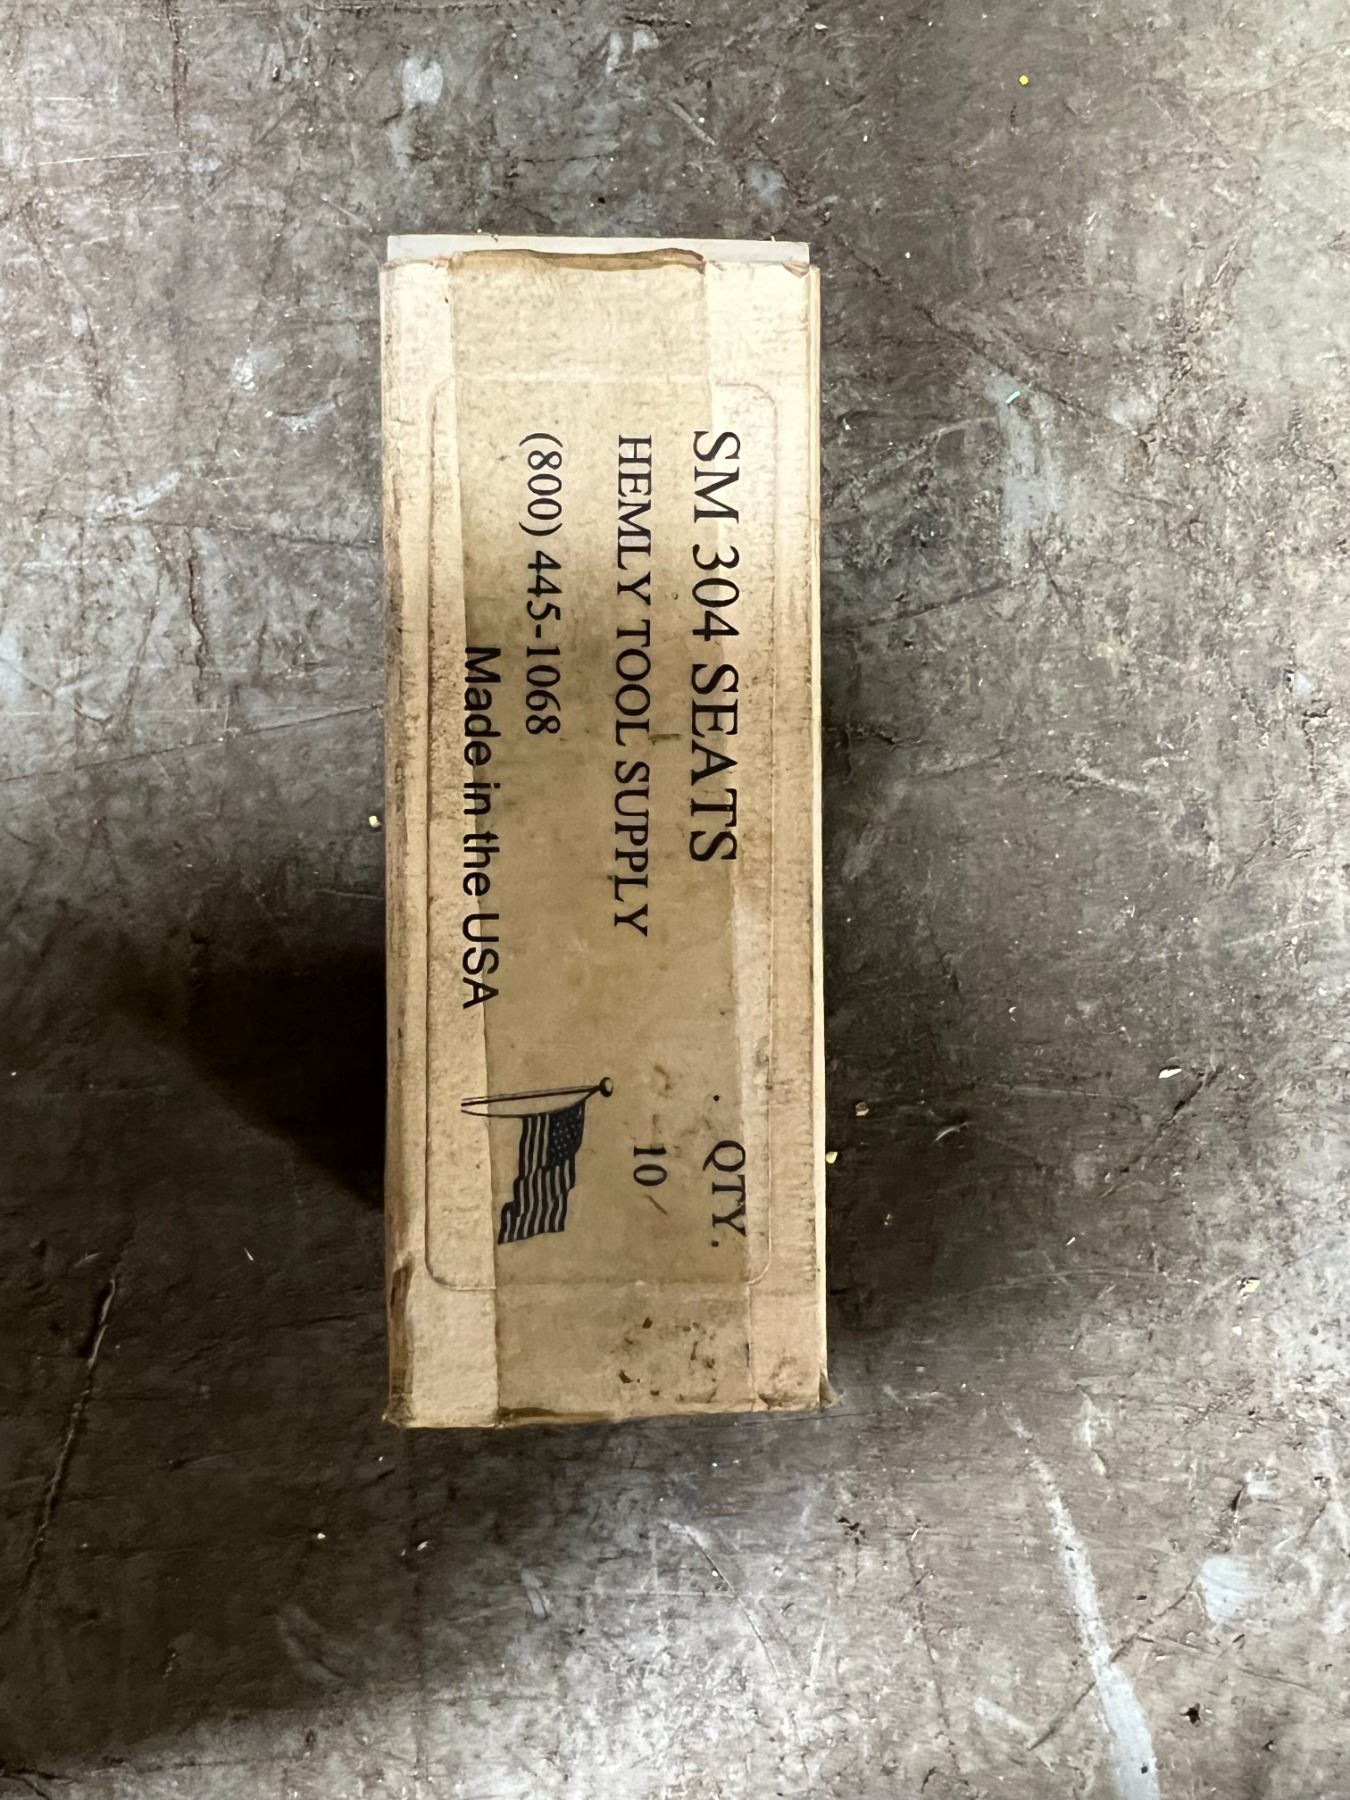 SM 304 SEATS QTY.
HEMLY TOOL SUPPLY 10
(800) 445-1068
Made in the USA